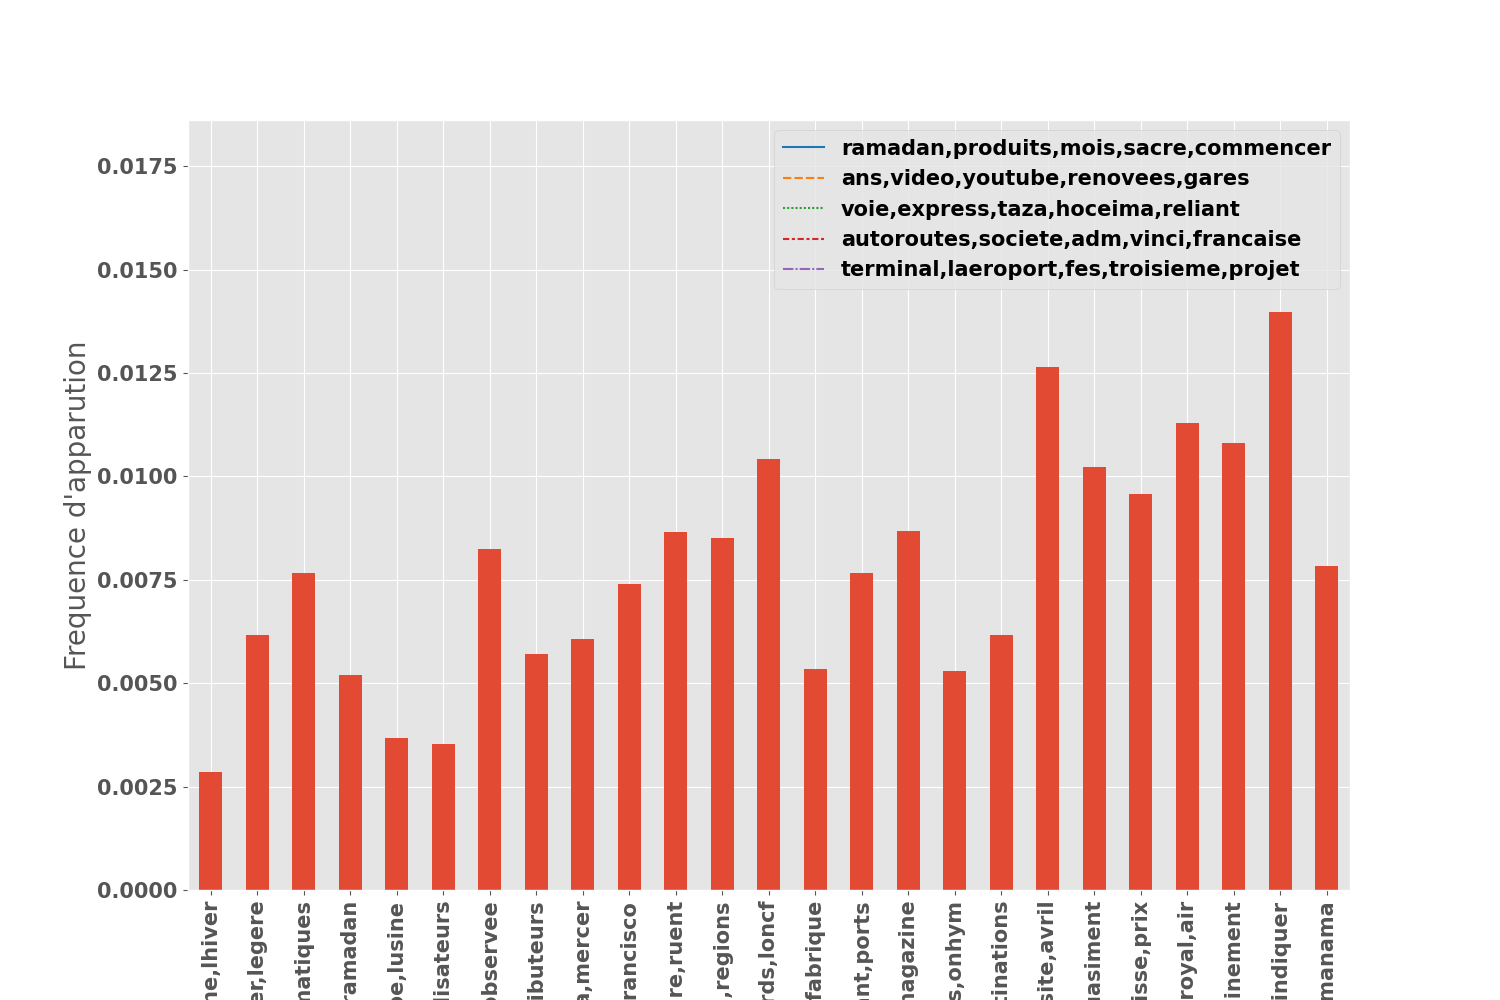 ramadan,produits,mois,sacre,commencer
ans,video,youtube,renovees,gares
voie,express,taza,hoceima,reliant
autoroutes,societe,adm,vinci,francaise
terminal,laeroport,fes,troisieme,projet
Frequence d'apparution
0.0175
0.0150
0.0125
0.0100
0.0075
0.0050
0.0025
0.0000
ne,lhiver
er,legere
matiques
ramadan
pe,lusine
lisateurs
observee
ibuteurs
a,mercer
rancisco
re,ruent
,regions
rds,loncf
fabrique
ant,ports
magazine
s,onhym
tinations
site,avril
uasiment
isse,prix
royal,air
inement
indiquer
manama